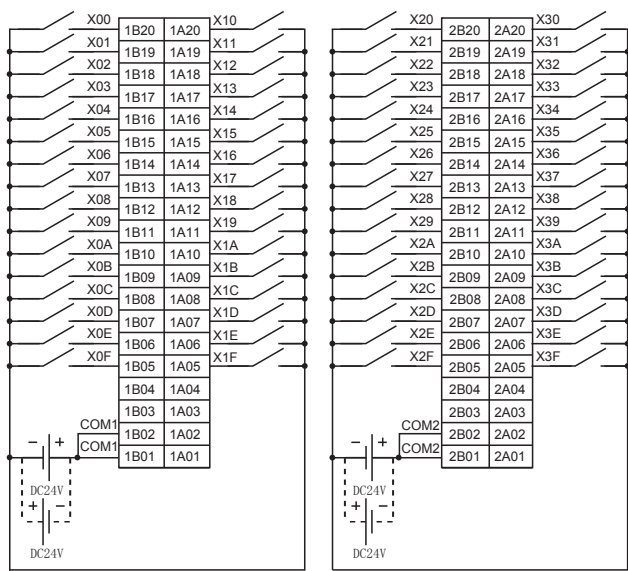 X00 1B20 1A20 X10 X20 2B20 2A20 X30
X01 1B19 1A19 X11 X21 2B19 2A19 X31
X02 1B18 1A18 X12 X22 2B18 2A18 X32
X03 1B17 1A17 X13 X23 2B17 2A17 X33
X04 1B16 1A16 X14 X24 2B16 2A16 X34
X05 1B15 1A15 X15 X25 2B15 2A15 X35
X06 1B14 1A14 X16 X26 2B14 2A14 X36
X07 1B13 1A13 X17 X27 2B13 2A13 X37
X08 1B12 1A12 X18 X28 2B12 2A12 X38
X09 1B11 1A11 X19 X29 2B11 2A11 X39
X0A 1B10 1A10 X1A X2A 2B10 2A10 X3A
X0B 1B09 1A09 X1B X2B 2B09 2A09 X3B
X0C 1B08 1A08 X1C X2C 2B08 2A08 X3C
X0D 1B07 1A07 X1D X2D 2B07 2A07 X3D
X0E 1B06 1A06 X1E X2E 2B06 2A06 X3E
X0F 1B05 1A05 X1F X2F 2B05 2A05 X3F
1B04 1A04 2B04 2A04
1B03 1A03 2B03 2A03
COM1 1B02 1A02 COM2 2B02 2A02
− + COM1 1B01 1A01 − + COM2 2B01 2A01
DC24V DC24V
+ − + −
DC24V DC24V